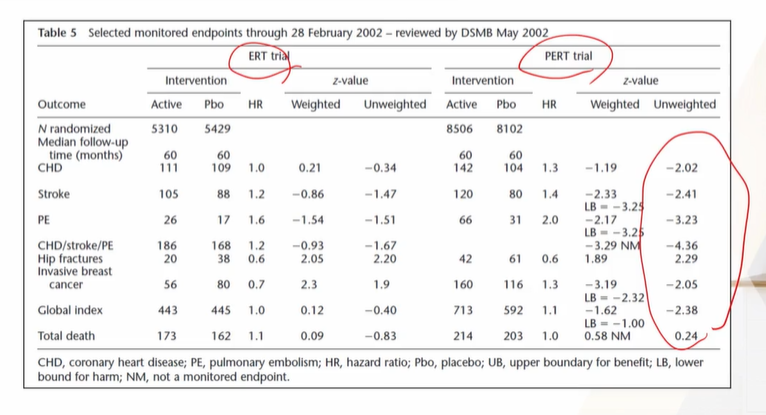 Table 5 Selected monitored endpoints through 28 February 2002 – reviewed by DSMB May 2002
ERT trial PERT trial
Intervention z-value Intervention z-value
Outcome Active Pbo HR Weighted Unweighted Active Pbo HR Weighted Unweighted
N randomized 5310 5429 8506 8102
Median follow-up
time (months) 60 60 60 60
CHD 111 109 1.0 0.21 −0.34 142 104 1.3 −1.19 −2.02
Stroke 105 88 1.2 −0.86 −1.47 120 80 1.4 −2.33 −2.41
LB = −3.25
PE 26 17 1.6 −1.54 −1.51 66 31 2.0 −2.17 −3.23
LB = −3.25
CHD/stroke/PE 186 168 1.2 −0.93 −1.67 −3.29 NM −4.36
Hip fractures 20 38 0.6 2.05 2.20 42 61 0.6 1.89 2.29
Invasive breast
cancer 56 80 0.7 2.3 1.9 160 116 1.3 −3.19 −2.05
LB = −2.32
Global index 443 445 1.0 0.12 −0.40 713 592 1.1 −1.62 −2.38
LB = −1.00
Total death 173 162 1.1 0.09 −0.83 214 203 1.0 0.58 NM 0.24
CHD, coronary heart disease; PE, pulmonary embolism; HR, hazard ratio; Pbo, placebo; UB, upper boundary for benefit; LB, lower
bound for harm; NM, not a monitored endpoint.